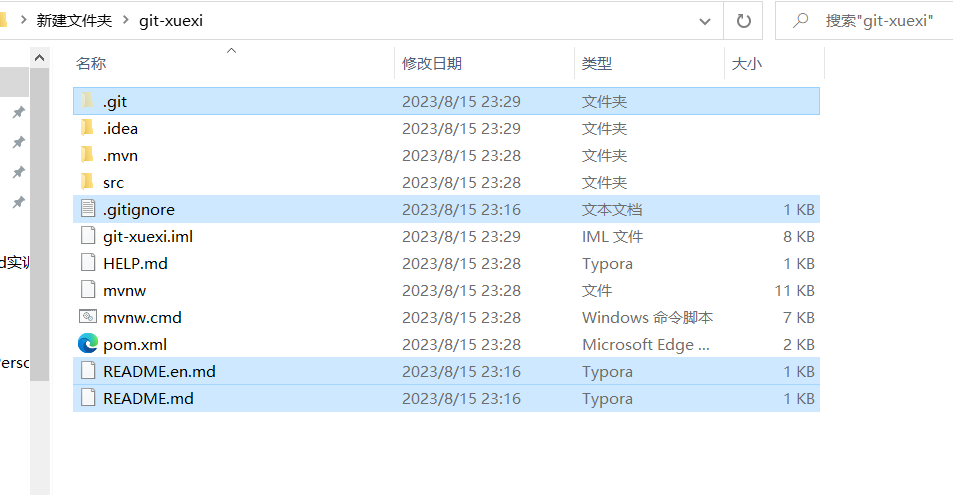 新建文件夹 git-xuexi 搜索"git-xuexi"
名称 修改日期 类型 大小
.git 2023/8/15 23:29 文件夹
.idea 2023/8/15 23:29 文件夹
.mvn 2023/8/15 23:28 文件夹
src 2023/8/15 23:28 文件夹
.gitignore 2023/8/15 23:16 文本文档 1 KB
git-xuexi.iml 2023/8/15 23:29 IML 文件 8 KB
d实训
HELP.md 2023/8/15 23:28 Typora 1 KB
mvnw 2023/8/15 23:28 文件 11 KB
mvnw.cmd 2023/8/15 23:28 Windows 命令脚本 7 KB
pom.xml 2023/8/15 23:28 Microsoft Edge ... 2 KB
Perso
README.en.md 2023/8/15 23:16 Typora 1 KB
README.md 2023/8/15 23:16 Typora 1 KB